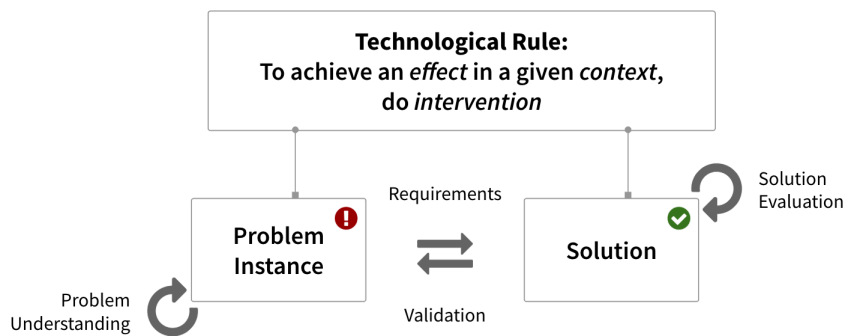 Technological Rule:
To achieve an effect in a given context,
do intervention
Requirements
Solution
Evaluation
Problem
Instance
Solution
Problem
Understanding
Validation